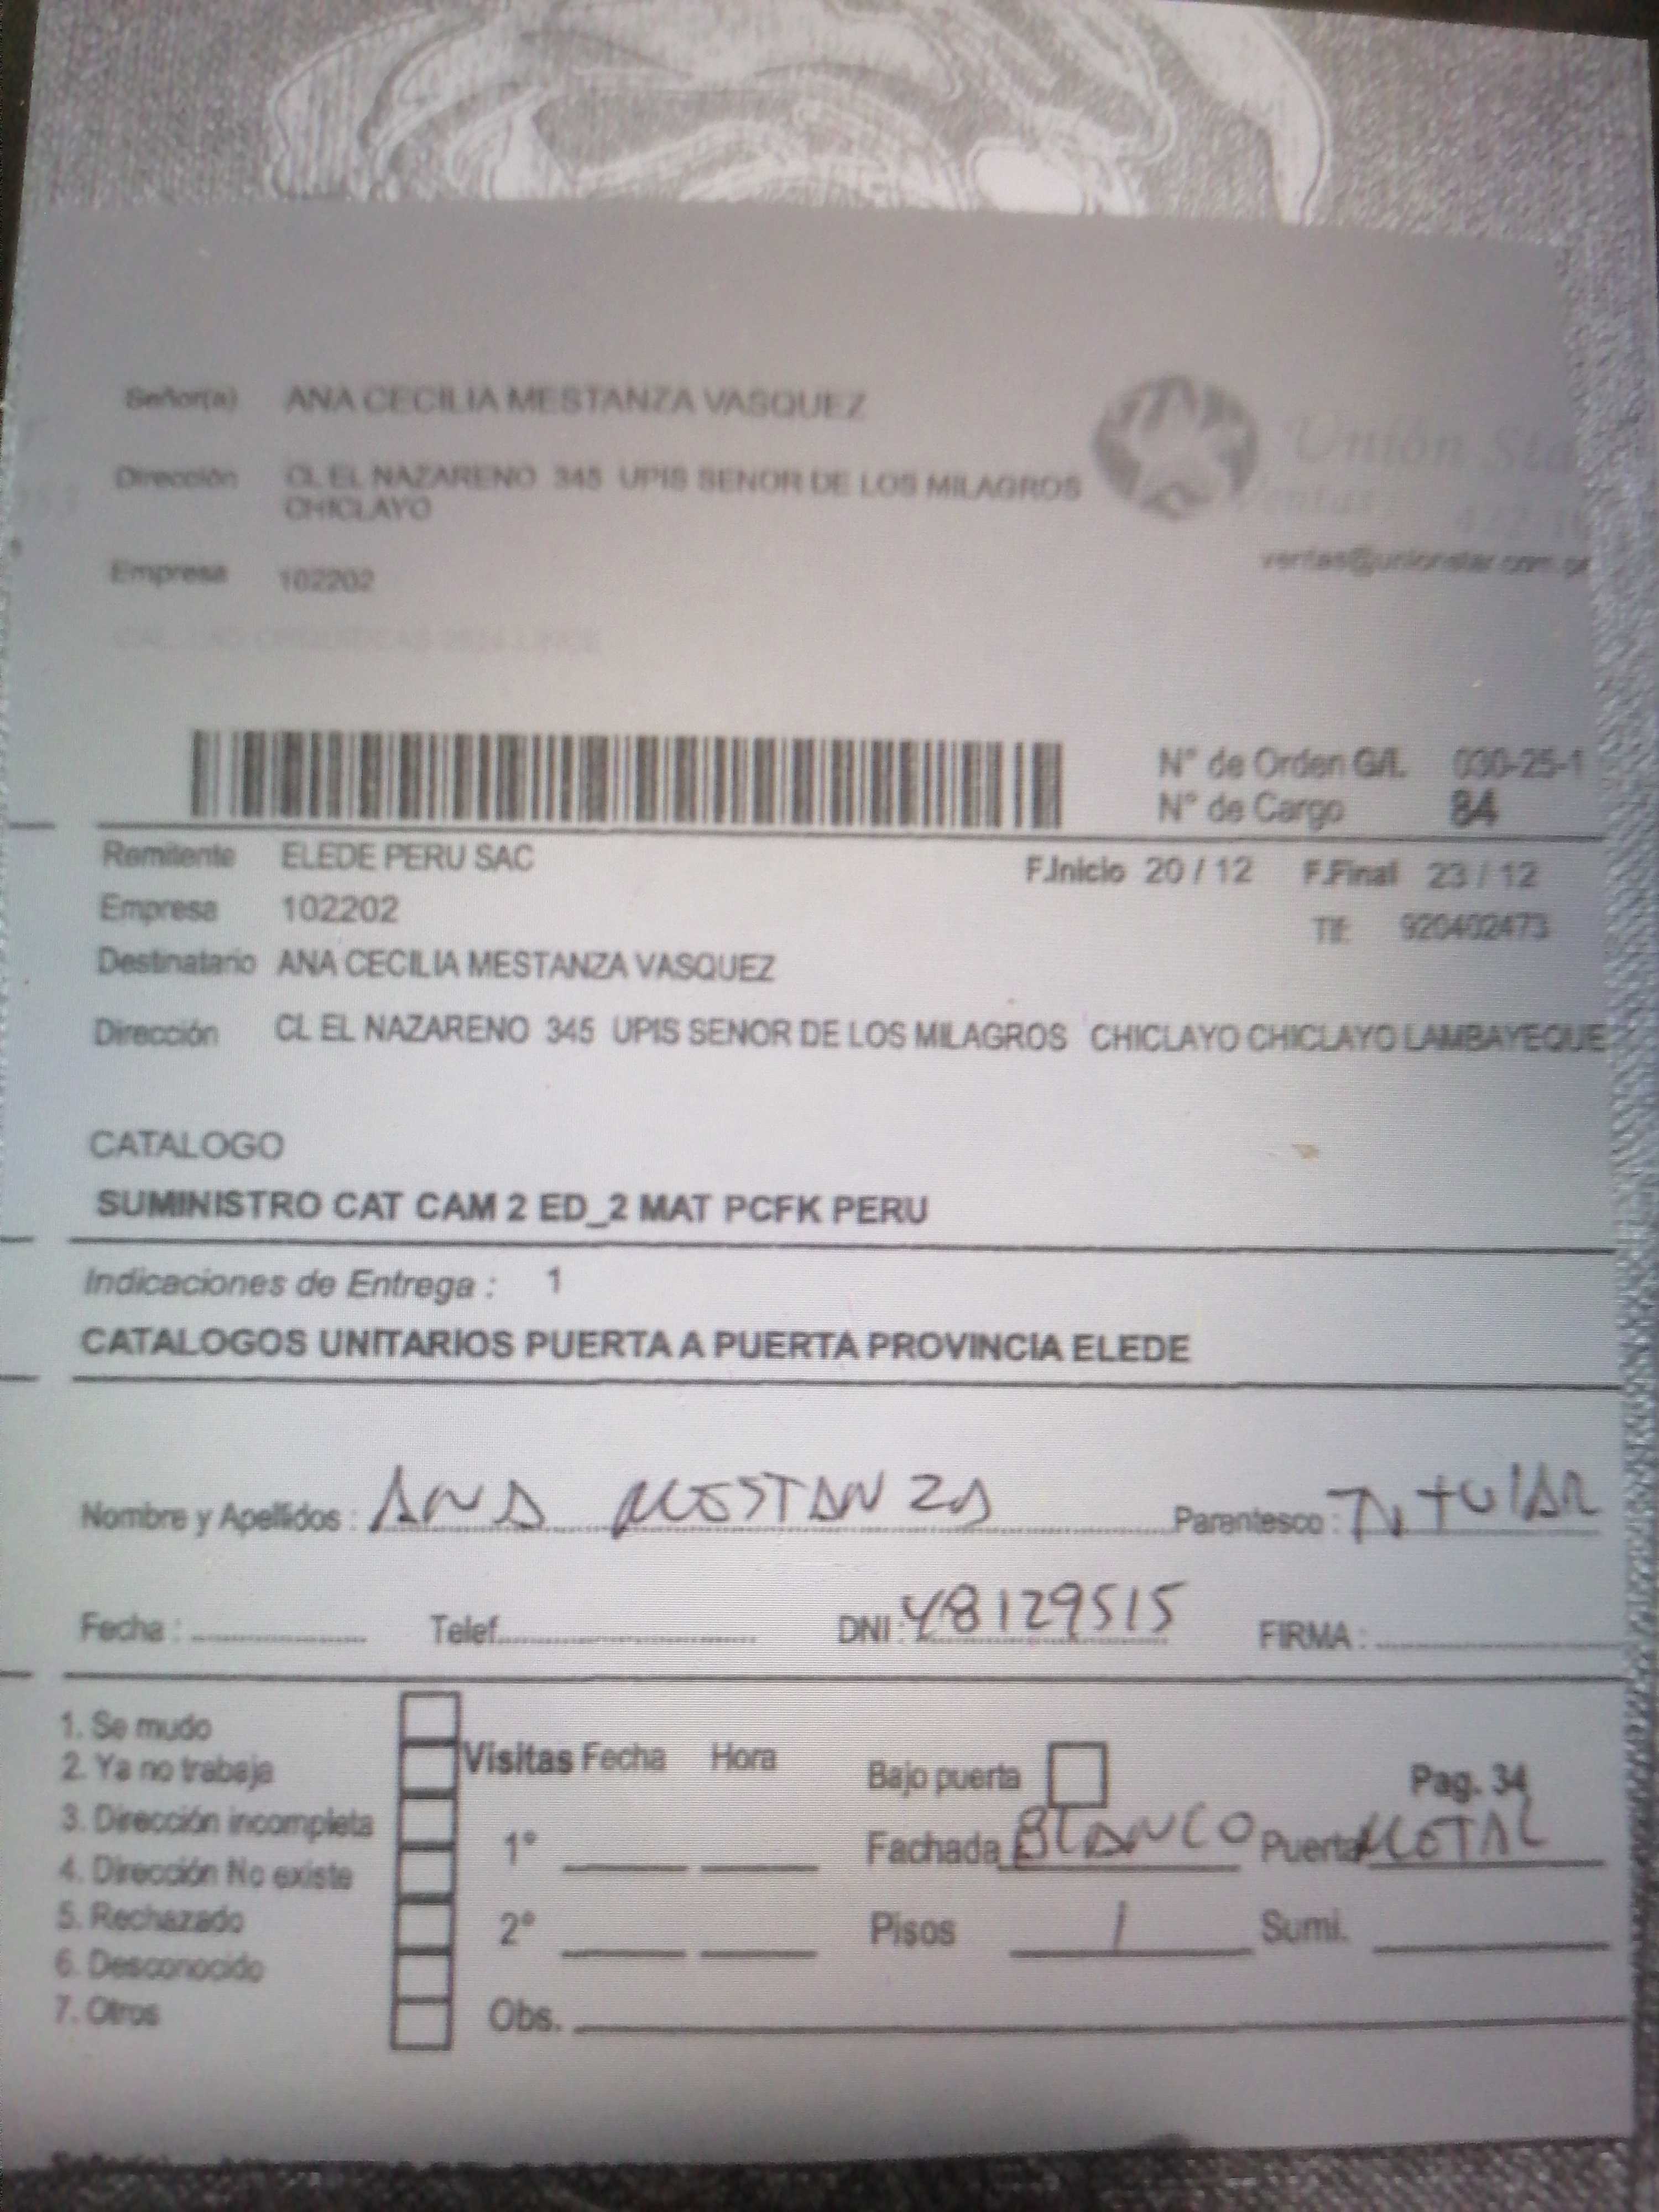 Señor(a) ANA CECILIA MESTANZA VASQUEZ
Dirección CL EL NAZARENO 345 UPIS SENOR DE LOS MILAGROS
CHICLAYO
Unión Sta
Empresa 102202
ventas@unionstar.com.pe
N° de Orden G/L 030-25-1
N° de Cargo 84
Remitente ELEDE PERU SAC F.Inicio 20 / 12 F.Final 23 / 12
Empresa 102202 Tlf: 920402473
Destinatario ANA CECILIA MESTANZA VASQUEZ
Dirección CL EL NAZARENO 345 UPIS SENOR DE LOS MILAGROS CHICLAYO CHICLAYO LAMBAYEQUE
CATALOGO
SUMINISTRO CAT CAM 2 ED_2 MAT PCFK PERU
Indicaciones de Entrega : 1
CATALOGOS UNITARIOS PUERTA A PUERTA PROVINCIA ELEDE
Nombre y Apellidos : ANA MESTANZA Parentesco : TITULAR
Fecha : Telef. DNI : 48129515 FIRMA :
1. Se mudo
2. Ya no trabaja
3. Dirección incompleta
4. Dirección No existe
5. Rechazado
6. Desconocido
7. Otros
Visitas Fecha Hora
1°
2°
Obs.
Bajo puerta Pag. 34
Fachada BLANCO Puerta METAL
Pisos 1 Sumi.